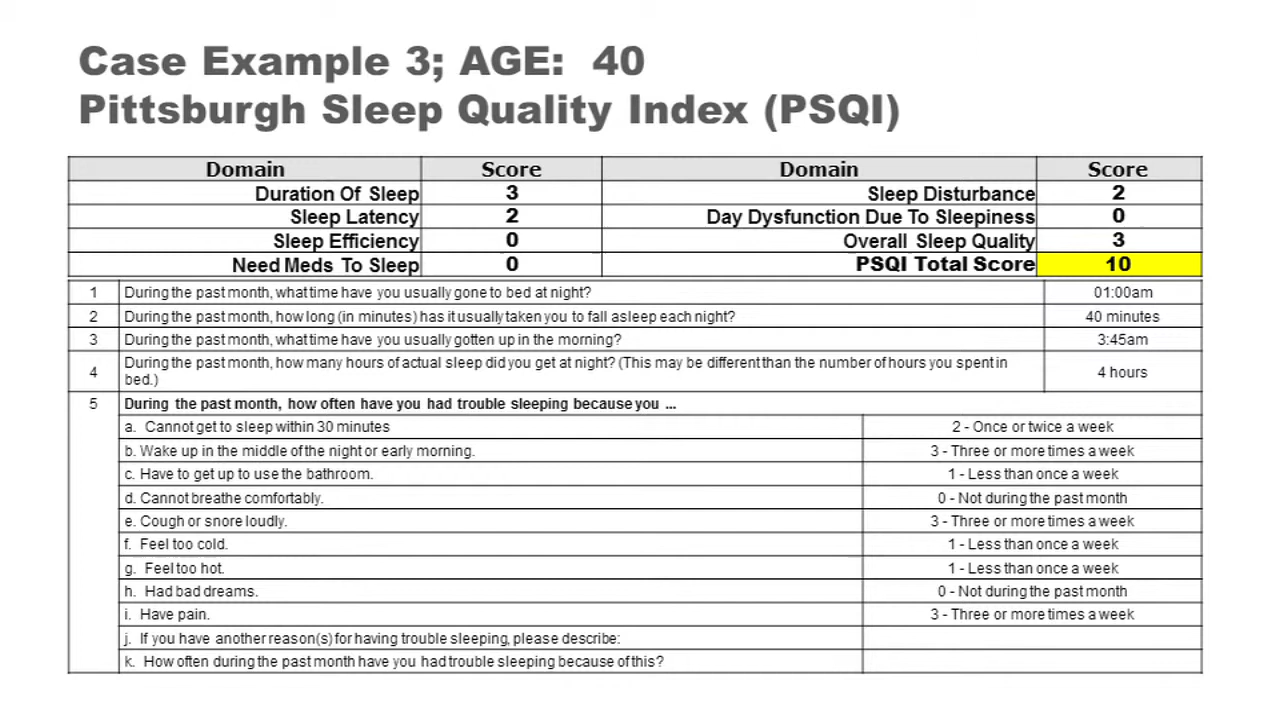 Case Example 3; AGE: 40
Pittsburgh Sleep Quality Index (PSQI)
Domain Score Domain Score
Duration Of Sleep 3 Sleep Disturbance 2
Sleep Latency 2 Day Dysfunction Due To Sleepiness 0
Sleep Efficiency 0 Overall Sleep Quality 3
Need Meds To Sleep 0 PSQI Total Score 10
1 During the past month, what time have you usually gone to bed at night? 01:00am
2 During the past month, how long (in minutes) has it usually taken you to fall asleep each night? 40 minutes
3 During the past month, what time have you usually gotten up in the morning? 3:45am
4 During the past month, how many hours of actual sleep did you get at night? (This may be different than the number of hours you spent in
bed.) 4 hours
5 During the past month, how often have you had trouble sleeping because you ...
a. Cannot get to sleep within 30 minutes 2 - Once or twice a week
b. Wake up in the middle of the night or early morning. 3 - Three or more times a week
c. Have to get up to use the bathroom. 1 - Less than once a week
d. Cannot breathe comfortably. 0 - Not during the past month
e. Cough or snore loudly. 3 - Three or more times a week
f. Feel too cold. 1 - Less than once a week
g. Feel too hot. 1 - Less than once a week
h. Had bad dreams. 0 - Not during the past month
i. Have pain. 3 - Three or more times a week
j. If you have another reason(s) for having trouble sleeping, please describe:
k. How often during the past month have you had trouble sleeping because of this?